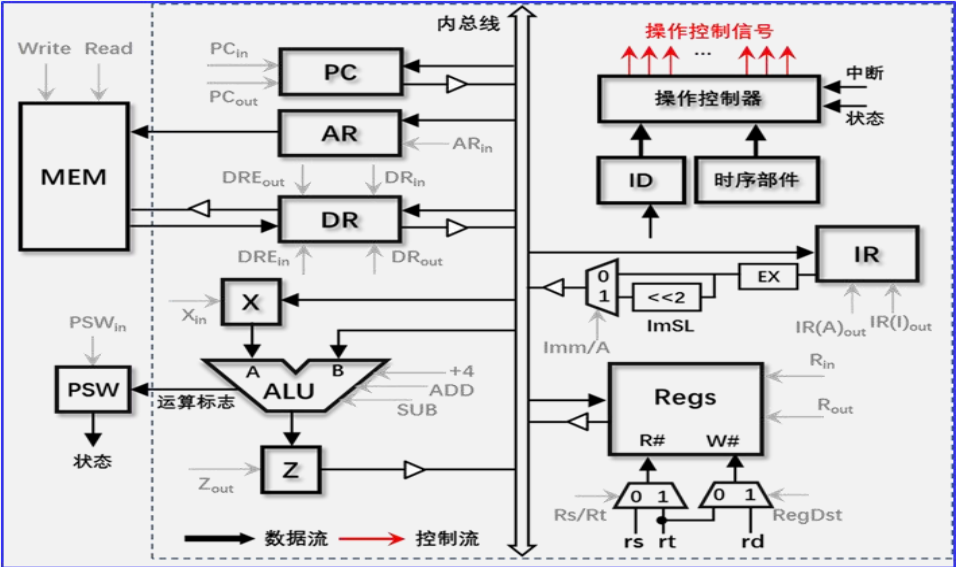 内总线
操作控制信号
...
Write Read
PCin
PC
PCout
操作控制器
中断
状态
AR
ARin
MEM
DREout
DRin
ID
时序部件
DR
DREin
DRout
IR
0
1
EX
<<2
ImSL
X
Xin
IR(A)out IR(I)out
Imm/A
PSWin
A
B
ALU
+4
ADD
SUB
PSW
运算标志
状态
Rin
Regs
Rout
R# W#
Z
Zout
0 1
0 1
Rs/Rt
RegDst
rs rt rd
数据流 控制流